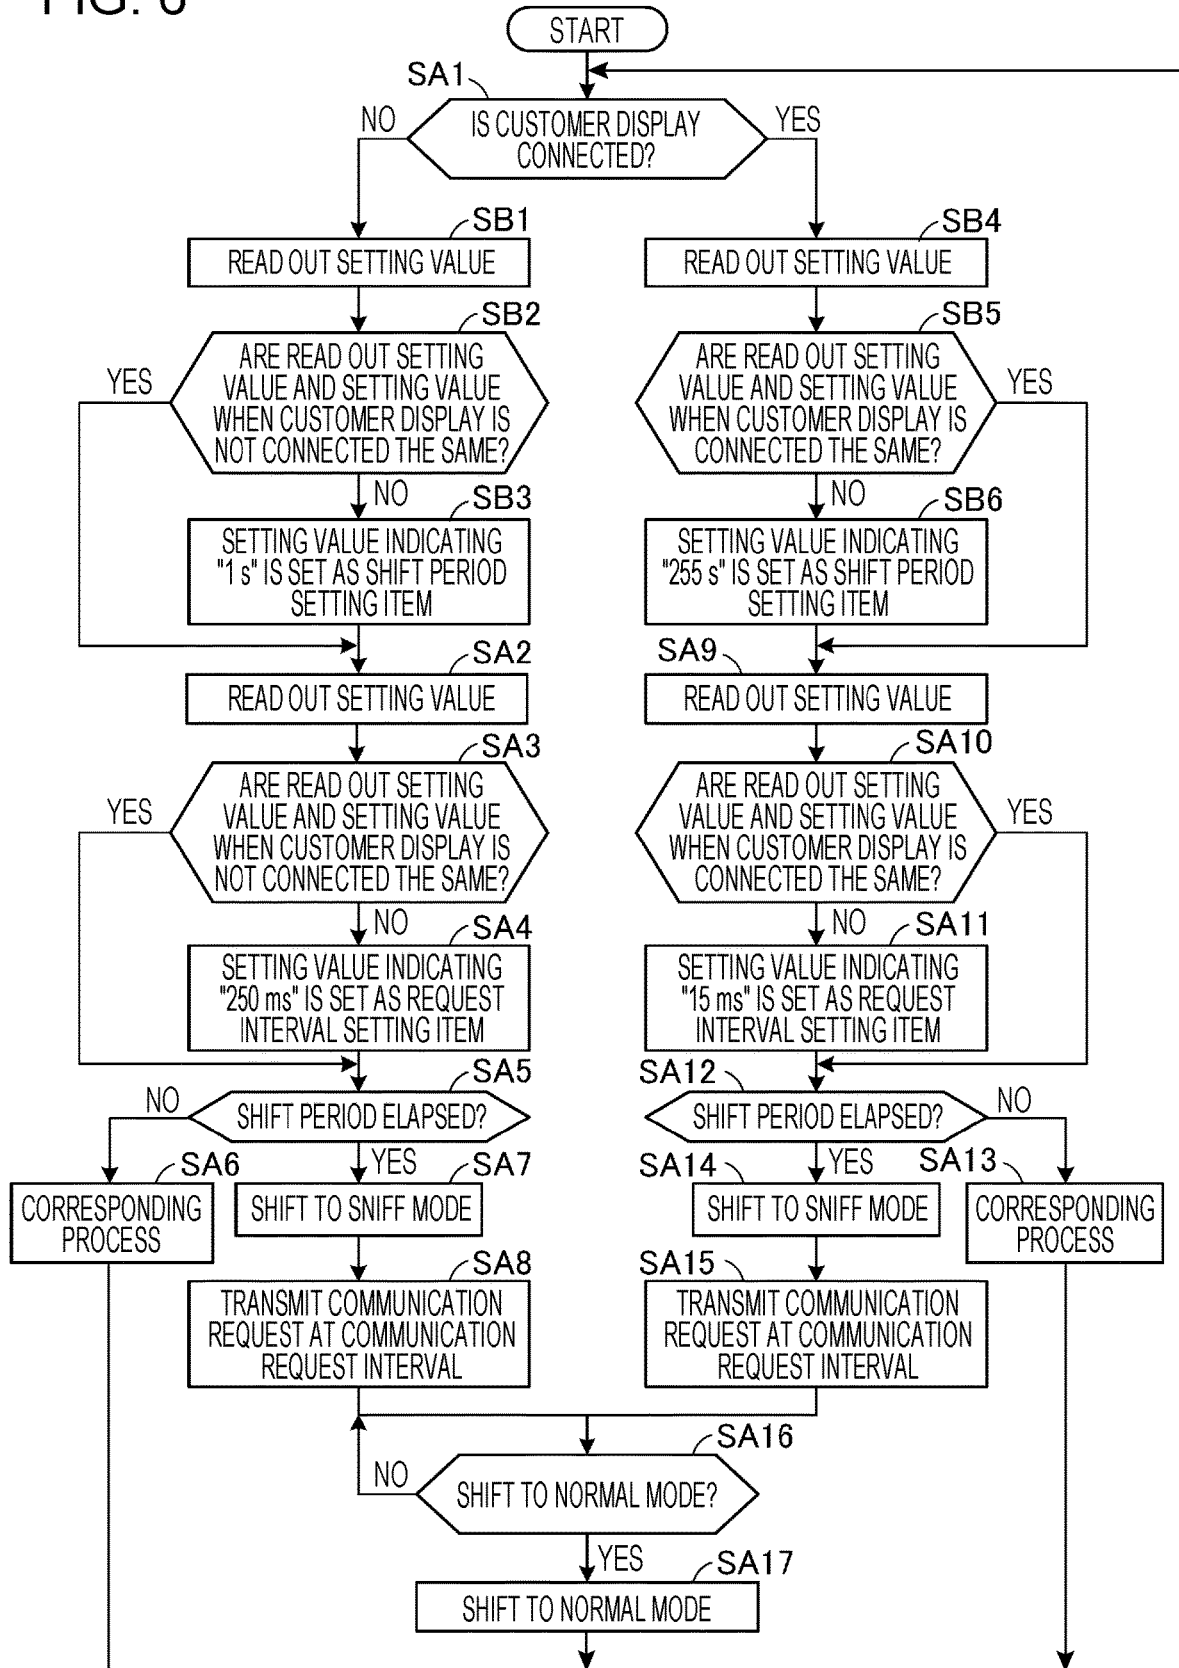 FIG. 6
START
SA1
NO
IS CUSTOMER DISPLAY
CONNECTED?
YES
SB1
READ OUT SETTING VALUE
SB4
READ OUT SETTING VALUE
SB2
YES
ARE READ OUT SETTING
VALUE AND SETTING VALUE
WHEN CUSTOMER DISPLAY IS
NOT CONNECTED THE SAME?
NO
SB5
ARE READ OUT SETTING
VALUE AND SETTING VALUE
WHEN CUSTOMER DISPLAY IS
CONNECTED THE SAME?
YES
NO
SB3
SETTING VALUE INDICATING
"1 s" IS SET AS SHIFT PERIOD
SETTING ITEM
SB6
SETTING VALUE INDICATING
"255 s" IS SET AS SHIFT PERIOD
SETTING ITEM
SA2
READ OUT SETTING VALUE
SA9
READ OUT SETTING VALUE
SA3
YES
ARE READ OUT SETTING
VALUE AND SETTING VALUE
WHEN CUSTOMER DISPLAY IS
NOT CONNECTED THE SAME?
NO
SA10
ARE READ OUT SETTING
VALUE AND SETTING VALUE
WHEN CUSTOMER DISPLAY IS
CONNECTED THE SAME?
YES
NO
SA4
SETTING VALUE INDICATING
"250 ms" IS SET AS REQUEST
INTERVAL SETTING ITEM
SA11
SETTING VALUE INDICATING
"15 ms" IS SET AS REQUEST
INTERVAL SETTING ITEM
SA5
NO
SHIFT PERIOD ELAPSED?
YES
SA12
SHIFT PERIOD ELAPSED?
NO
YES
SA6
CORRESPONDING
PROCESS
SA7
SHIFT TO SNIFF MODE
SA14
SHIFT TO SNIFF MODE
SA13
CORRESPONDING
PROCESS
SA8
TRANSMIT COMMUNICATION
REQUEST AT COMMUNICATION
REQUEST INTERVAL
SA15
TRANSMIT COMMUNICATION
REQUEST AT COMMUNICATION
REQUEST INTERVAL
SA16
NO
SHIFT TO NORMAL MODE?
YES
SA17
SHIFT TO NORMAL MODE